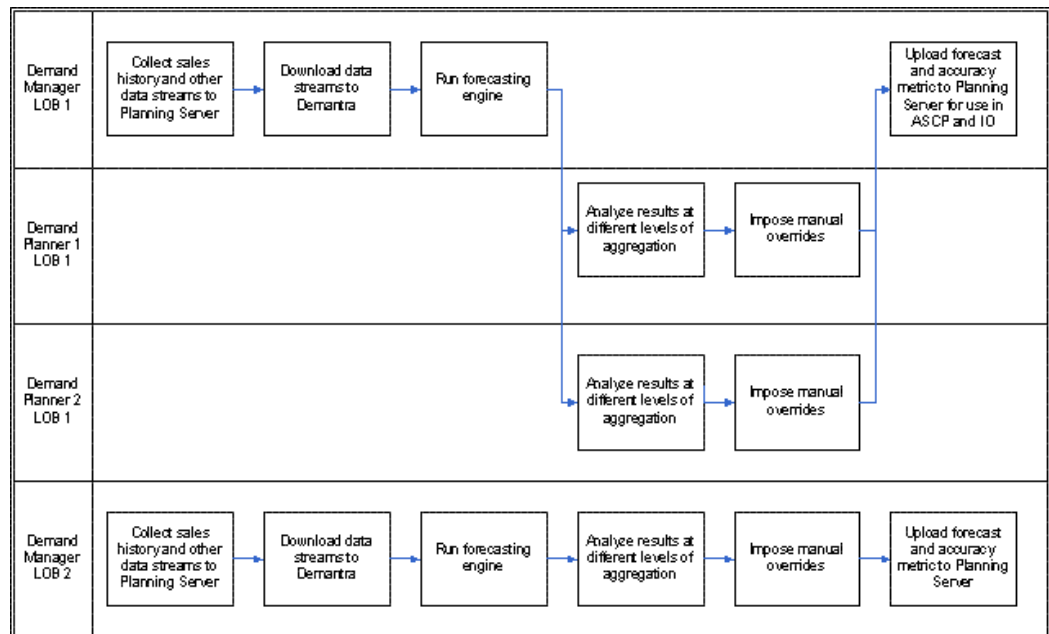 Demand
Manager
LOB 1
Collect sales
history and other
data streams to
Planning Server
Download data
streams to
Demantra
Run forecasting
engine
Upload forecast
and accuracy
metric to Planning
Server for use in
ASCP and IO
Demand
Planner 1
LOB 1
Analyze results at
different levels of
aggregation
Impose manual
overrides
Demand
Planner 2
LOB 1
Analyze results at
different levels of
aggregation
Impose manual
overrides
Demand
Manager
LOB 2
Collect sales
history and other
data streams to
Planning Server
Download data
streams to
Demantra
Run forecasting
engine
Analyze results at
different levels of
aggregation
Impose manual
overrides
Upload forecast
and accuracy
metric to Planning
Server